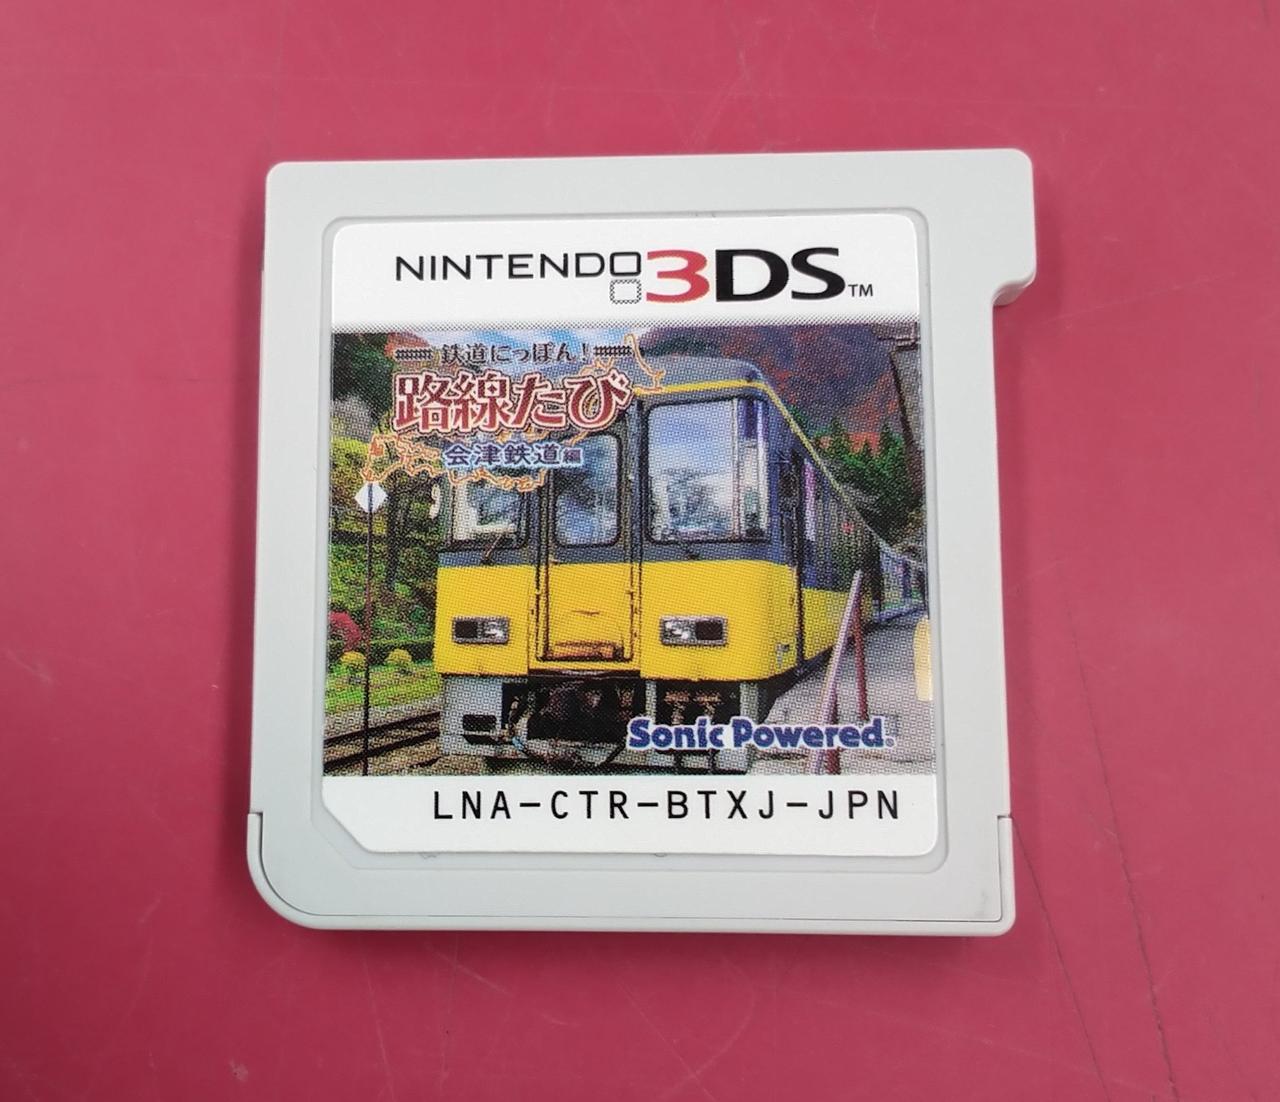 NINTENDO 3DS™
鉄道にっぽん!
路線たび
会津鉄道編
Sonic Powered.
LNA-CTR-BTXJ-JPN